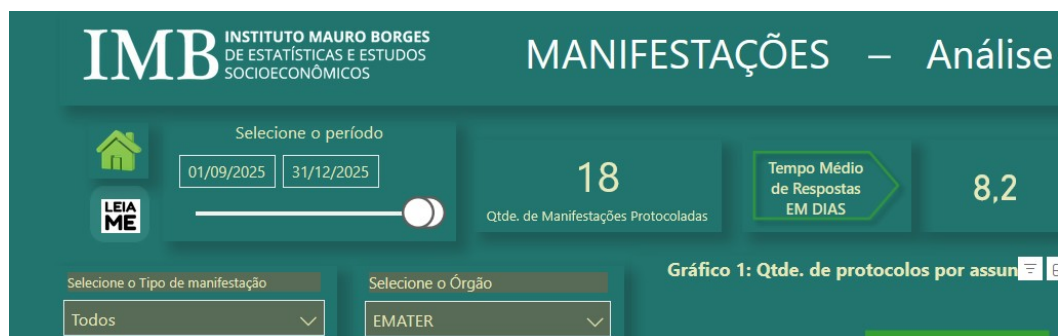 IMB
INSTITUTO MAURO BORGES
DE ESTATÍSTICAS E ESTUDOS
SOCIOECONÔMICOS
MANIFESTAÇÕES – Análise
Selecione o período
01/09/2025 31/12/2025
LEIA
ME
18
Qtde. de Manifestações Protocoladas
Tempo Médio
de Respostas
EM DIAS
8,2
Selecione o Tipo de manifestação
Todos
Selecione o Órgão
EMATER
Gráfico 1: Qtde. de protocolos por assun